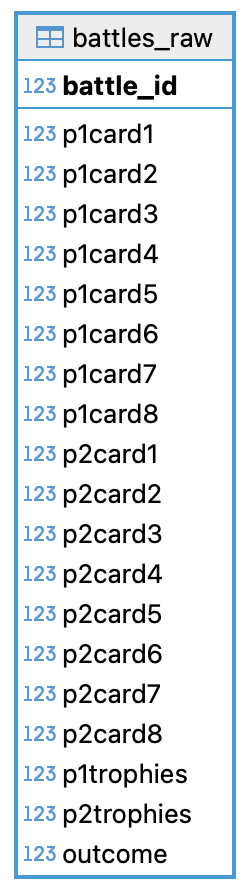 battles_raw
123 battle_id
123 p1card1
123 p1card2
123 p1card3
123 p1card4
123 p1card5
123 p1card6
123 p1card7
123 p1card8
123 p2card1
123 p2card2
123 p2card3
123 p2card4
123 p2card5
123 p2card6
123 p2card7
123 p2card8
123 p1trophies
123 p2trophies
123 outcome